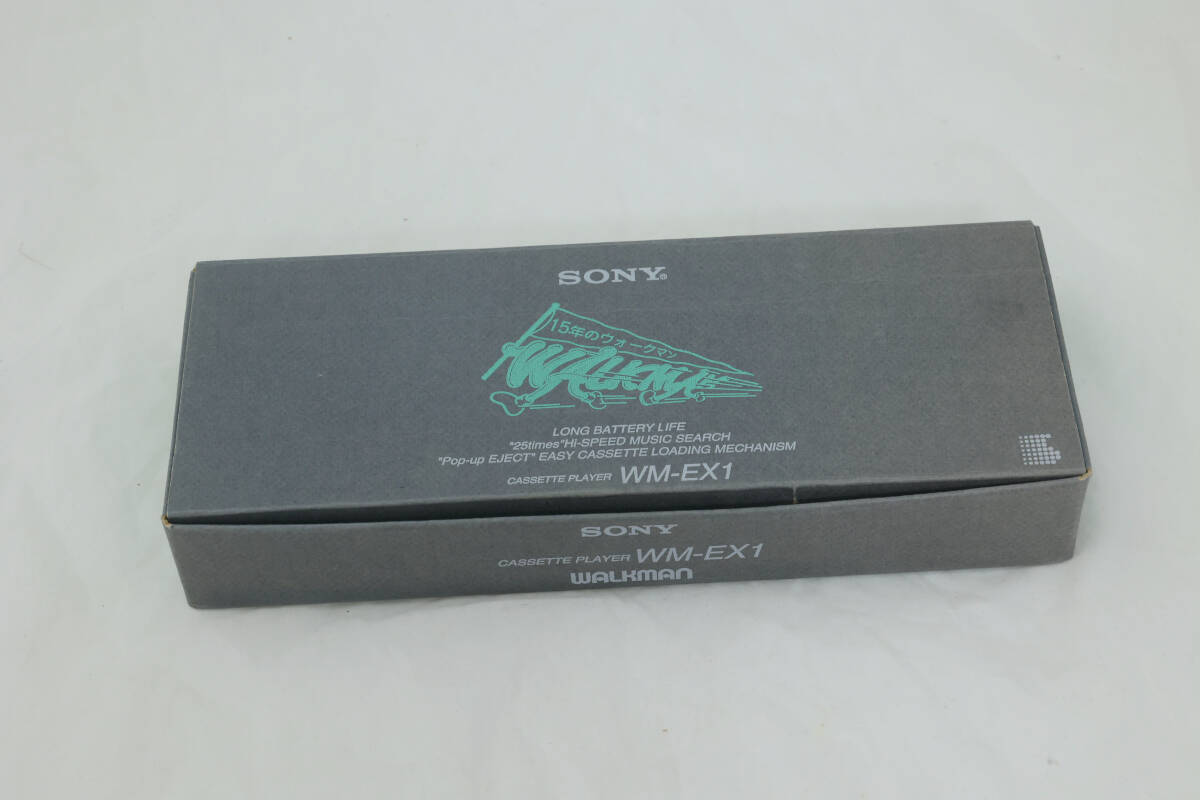 SONY®
15年のウォークマン
WALKMAN
LONG BATTERY LIFE
"25times" Hi-SPEED MUSIC SEARCH
"Pop-up EJECT" EASY CASSETTE LOADING MECHANISM
CASSETTE PLAYER WM-EX1
SONY
CASSETTE PLAYER WM-EX1
WALKMAN